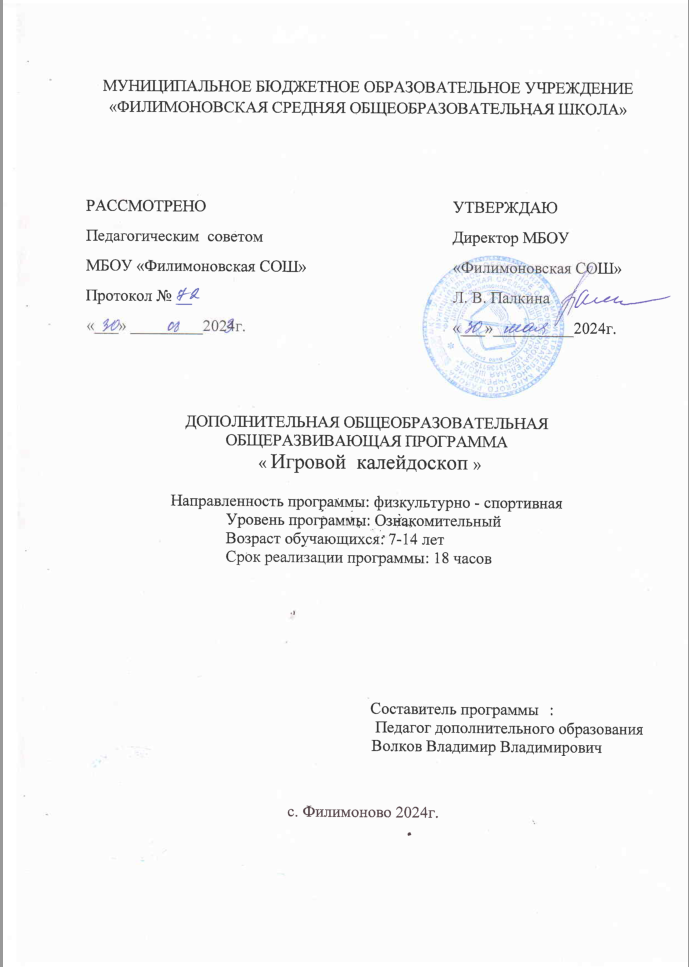 МУНИЦИПАЛЬНОЕ БЮДЖЕТНОЕ ОБРАЗОВАТЕЛЬНОЕ УЧРЕЖДЕНИЕ
«ФИЛИМОНОВСКАЯ СРЕДНЯЯ ОБЩЕОБРАЗОВАТЕЛЬНАЯ ШКОЛА»
РАССМОТРЕНО
Педагогическим советом
МБОУ «Филимоновская СОШ»
Протокол №
«30» 2024г.
УТВЕРЖДАЮ
Директор МБОУ
«Филимоновская СОШ»
Л. В. Палкина
«30» мая 2024г.
ДОПОЛНИТЕЛЬНАЯ ОБЩЕОБРАЗОВАТЕЛЬНАЯ
ОБЩЕРАЗВИВАЮЩАЯ ПРОГРАММА
« Игровой калейдоскоп »
Направленность программы: физкультурно - спортивная
Уровень программы: Ознакомительный
Возраст обучающихся: 7-14 лет
Срок реализации программы: 18 часов
Составитель программы :
Педагог дополнительного образования
Волков Владимир Владимирович
с. Филимоново 2024г.